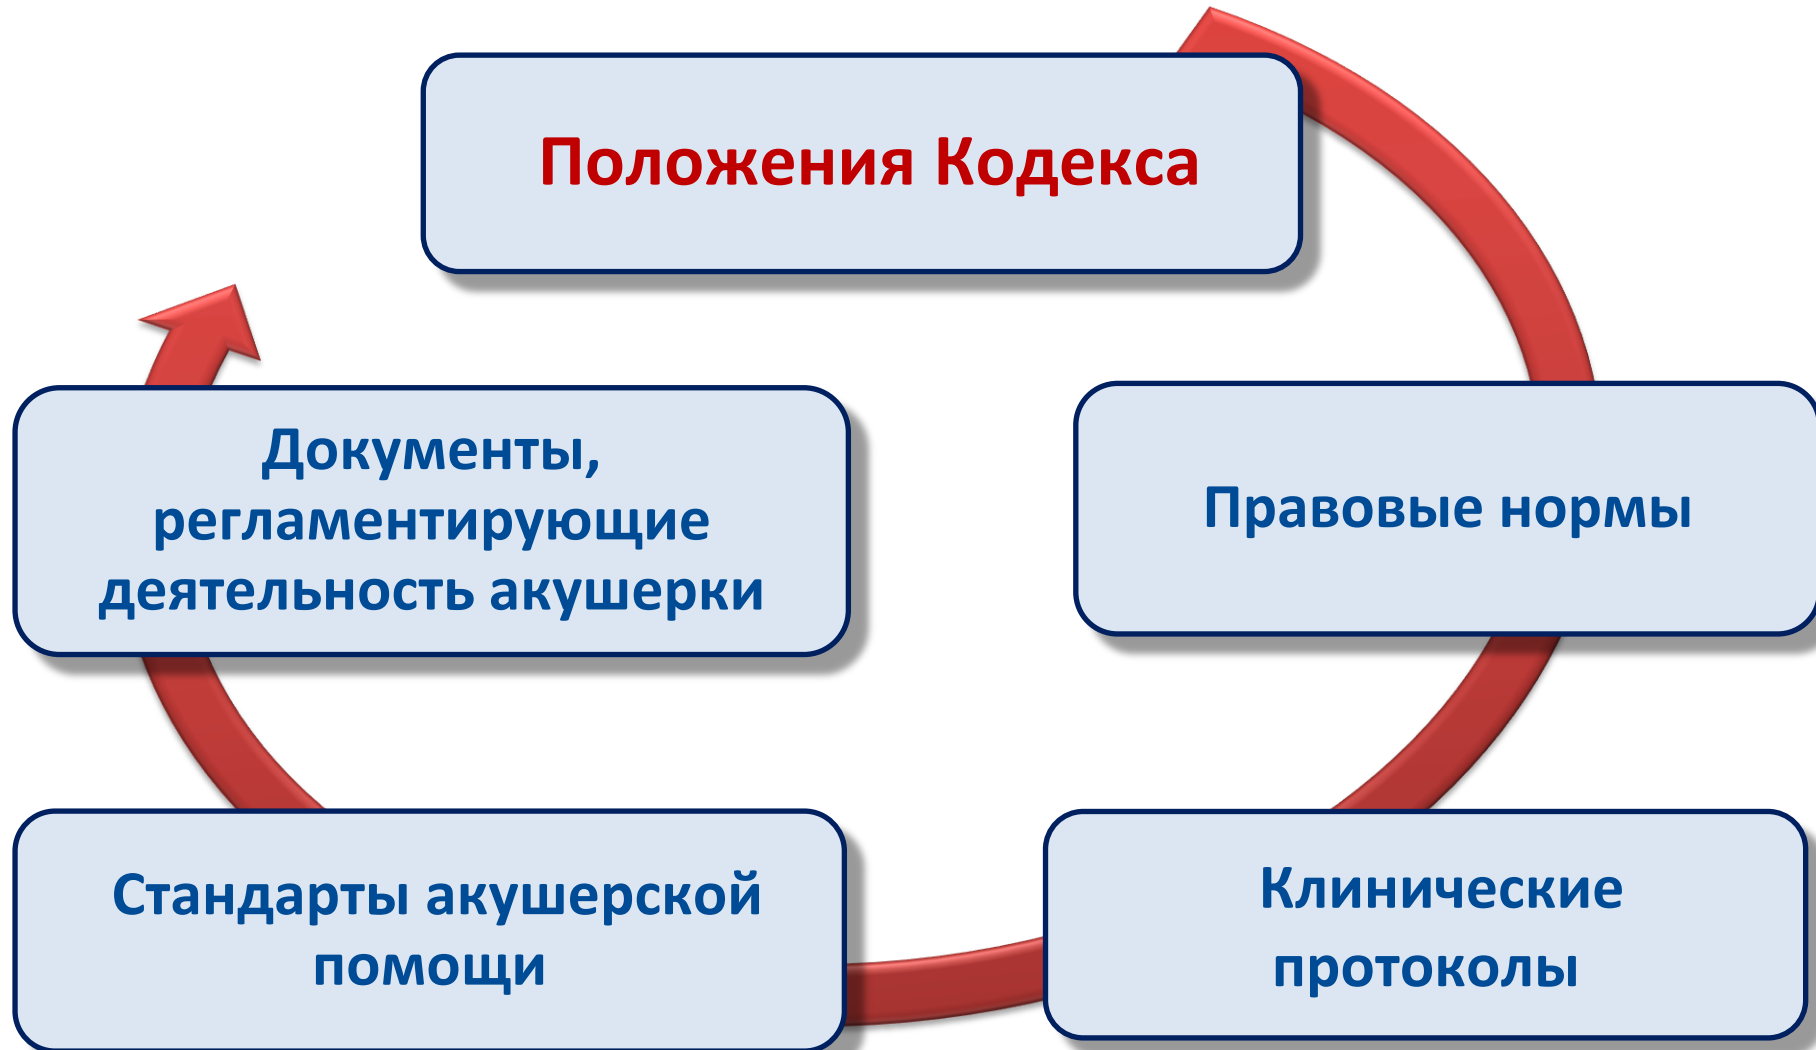 Положения Кодекса
Документы,
регламентирующие
деятельность акушерки
Правовые нормы
Стандарты акушерской
помощи
Клинические
протоколы